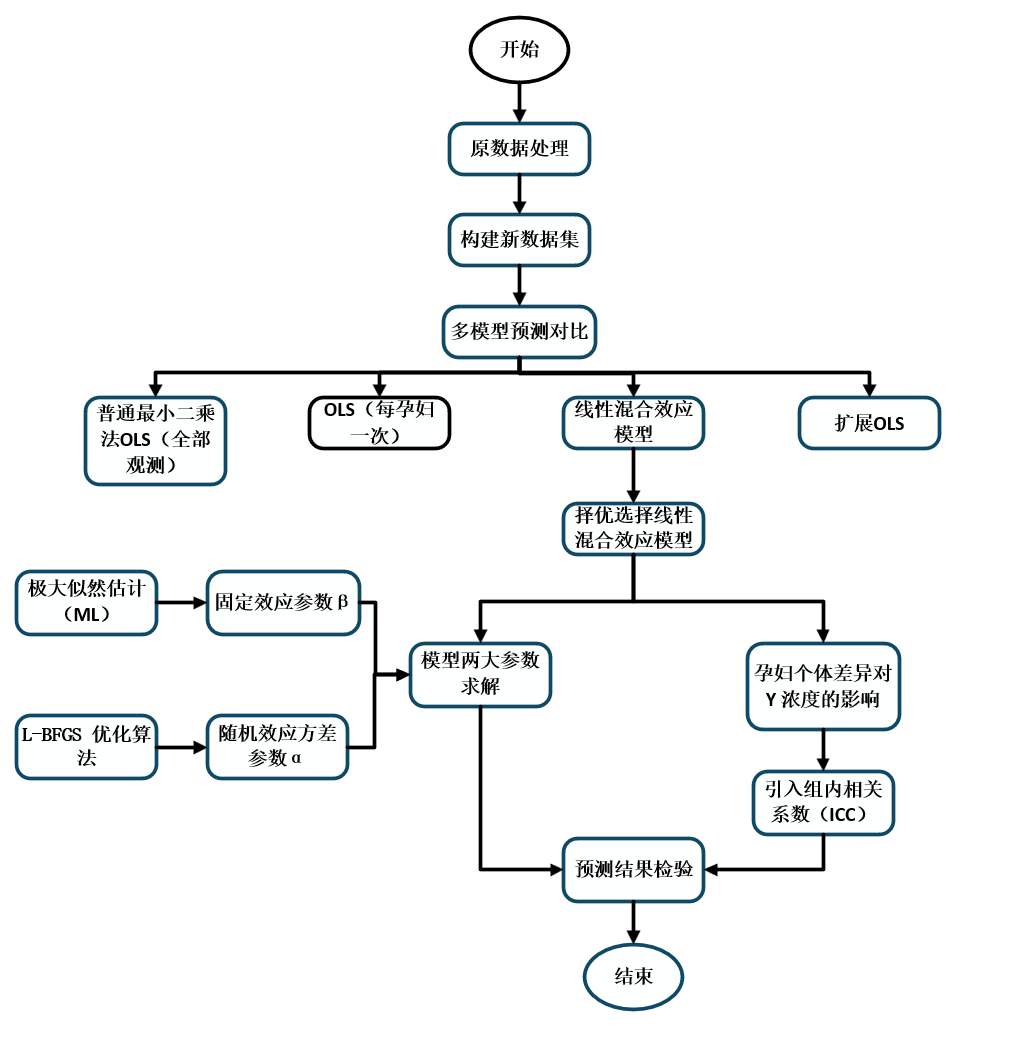 开始
原数据处理
构建新数据集
多模型预测对比
普通最小二乘
法OLS（全部
观测）
OLS（每孕妇
一次）
线性混合效应
模型
扩展OLS
择优选择线性
混合效应模型
极大似然估计
（ML）
固定效应参数β
模型两大参数
求解
孕妇个体差异对
Y 浓度的影响
L-BFGS 优化算
法
随机效应方差
参数α
引入组内相关
系数（ICC）
预测结果检验
结束